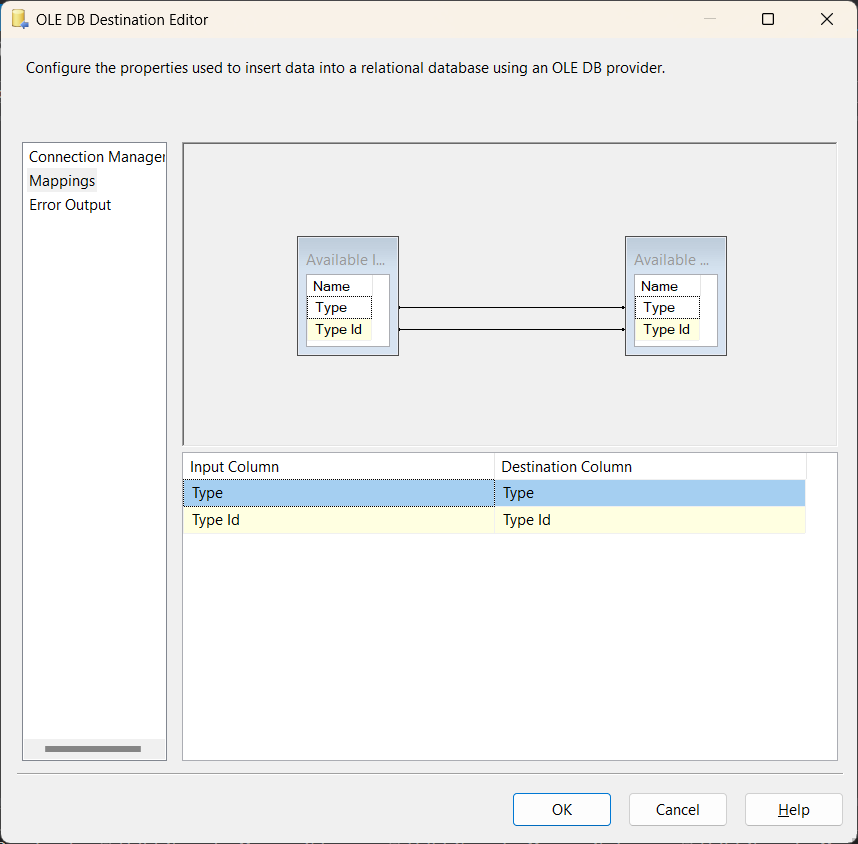 OLE DB Destination Editor
Configure the properties used to insert data into a relational database using an OLE DB provider.
Connection Manager
Mappings
Error Output
Available I...
Name
Type
Type Id
Available ...
Name
Type
Type Id
Input Column Destination Column
Type Type
Type Id Type Id
OK Cancel Help